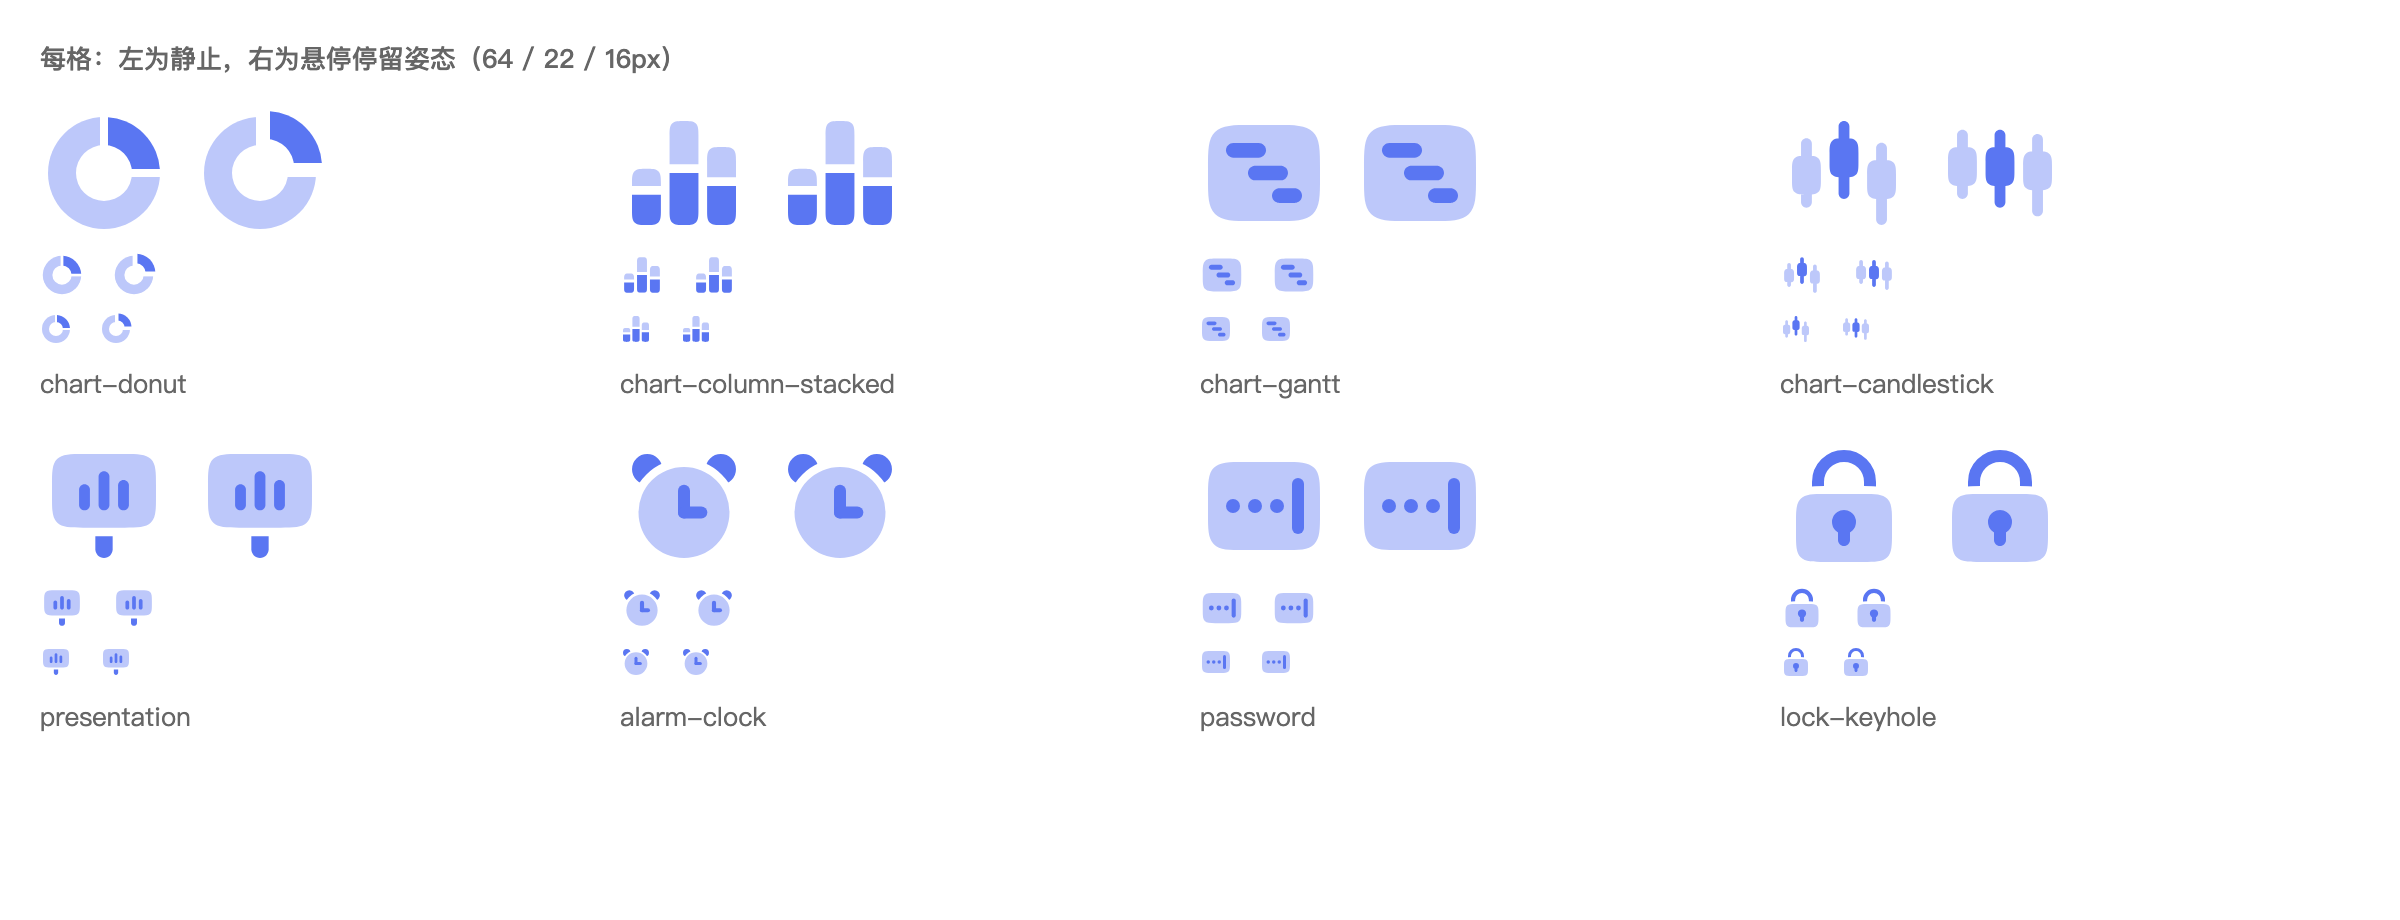 每格：左为静止，右为悬停停留姿态（64 / 22 / 16px）
chart-donut
chart-column-stacked
chart-gantt
chart-candlestick
presentation
alarm-clock
password
lock-keyhole